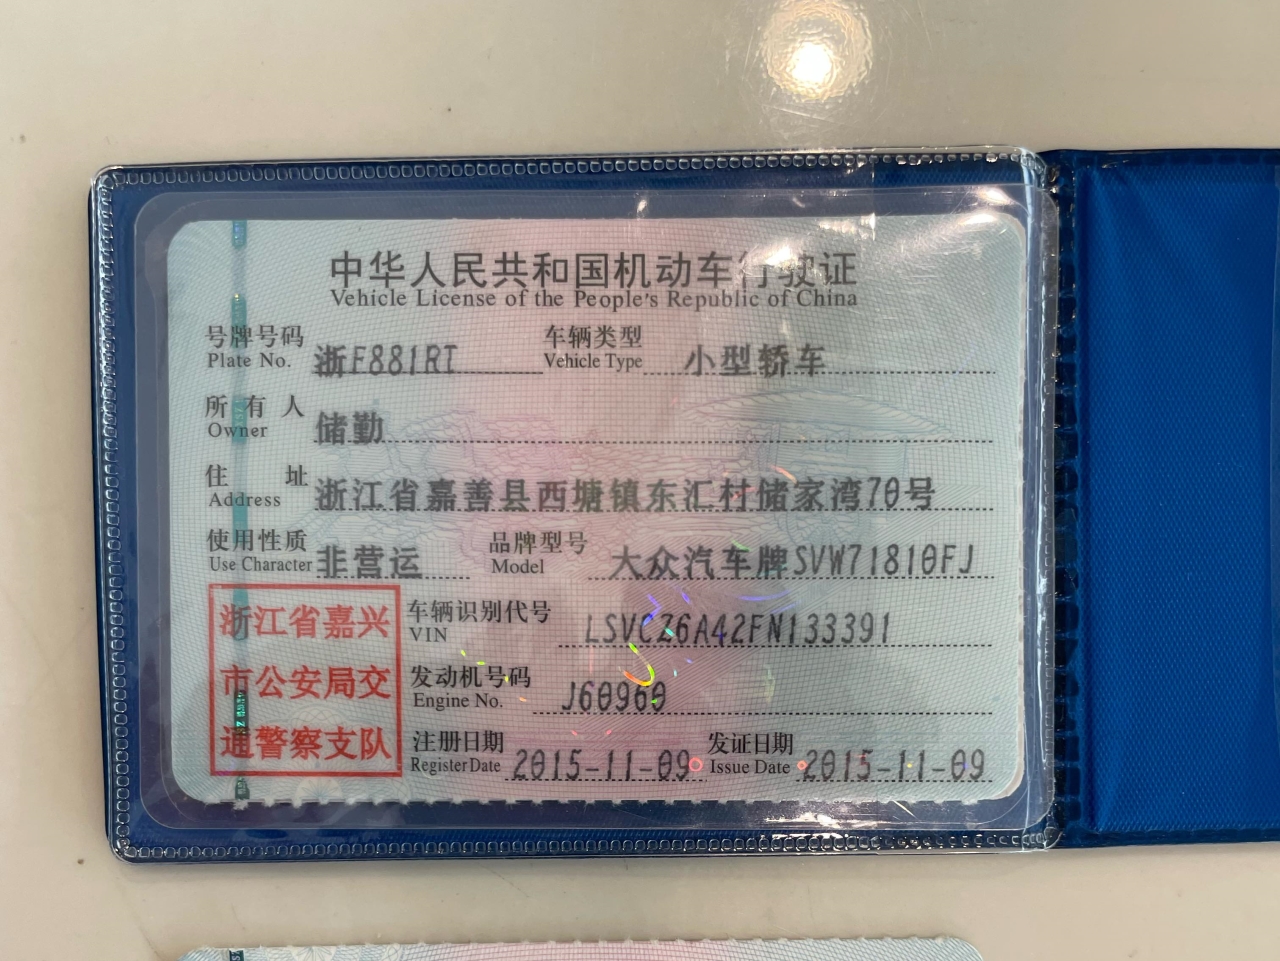 中华人民共和国机动车行驶证
Vehicle License of the People's Republic of China
号牌号码 浙F881RT 车辆类型 小型轿车
Plate No. Vehicle Type
所有人 储勤
Owner
住址 浙江省嘉善县西塘镇东汇村储家湾70号
Address
使用性质 非营运 品牌型号 大众汽车牌SVW71810FJ
Use Character Model
浙江省嘉兴
市公安局交
通警察支队
车辆识别代号 LSVCZ6A42FN133391
VIN
发动机号码 J60960
Engine No.
注册日期 2015-11-09 发证日期 2015-11-09
Register Date Issue Date